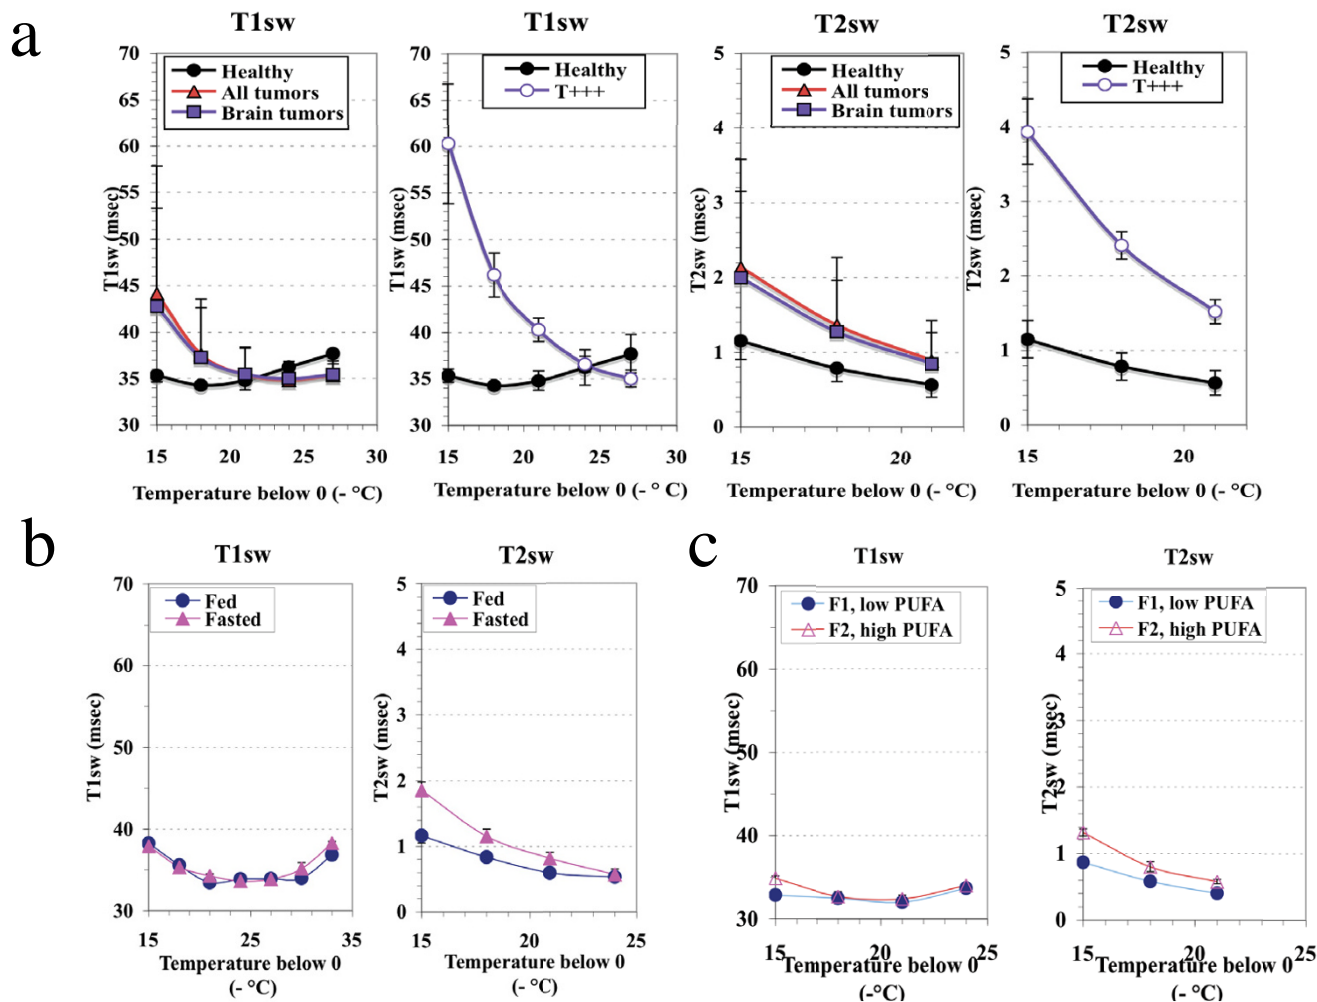 a
T1sw
T1sw
T2sw
T2sw
Healthy
All tumors
Brain tumors
Healthy
T+++
Healthy
All tumors
Brain tumors
Healthy
T+++
T1sw (msec)
70
65
60
55
50
45
40
35
30
15 20 25 30
Temperature below 0 (- °C)
T1sw (msec)
70
65
60
55
50
45
40
35
30
15 20 25 30
Temperature below 0 (- ° C)
T2sw (msec)
5
4
3
2
1
0
15 20
Temperature below 0 (- °C)
T2sw (msec)
5
4
3
2
1
0
15 20
Temperature below 0 (- °C)
b
T1sw
T2sw
Fed
Fasted
Fed
Fasted
T1sw (msec)
70
60
50
40
30
15 20 25 30 35
Temperature below 0
(- °C)
T2sw (msec)
5
4
3
2
1
0
15 20 25
Temperature below 0
(- °C)
c
T1sw
T2sw
F1, low PUFA
F2, high PUFA
F1, low PUFA
F2, high PUFA
T1sw (msec)
70
60
50
40
30
15 20 25
Temperature below 0
(-°C)
T2sw (msec)
5
4
3
2
1
0
15 20 25
Temperature below 0
(-°C)